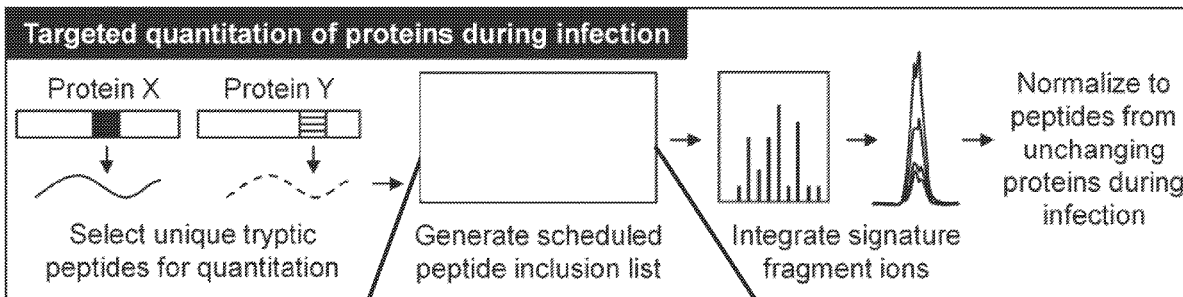 Targeted quantitation of proteins during infection
Protein X
Protein Y
Select unique tryptic
peptides for quantitation
Generate scheduled
peptide inclusion list
Integrate signature
fragment ions
Normalize to
peptides from
unchanging
proteins during
infection